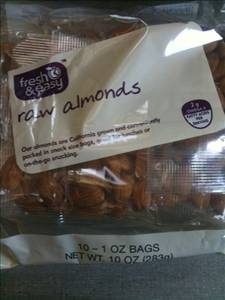 fresh
& easy
raw almonds
Our almonds are California grown and conveniently
packed in snack size bags, great for lunches or
on-the-go snacking.
10 – 1 OZ BAGS
NET WT. 10 OZ (283g)